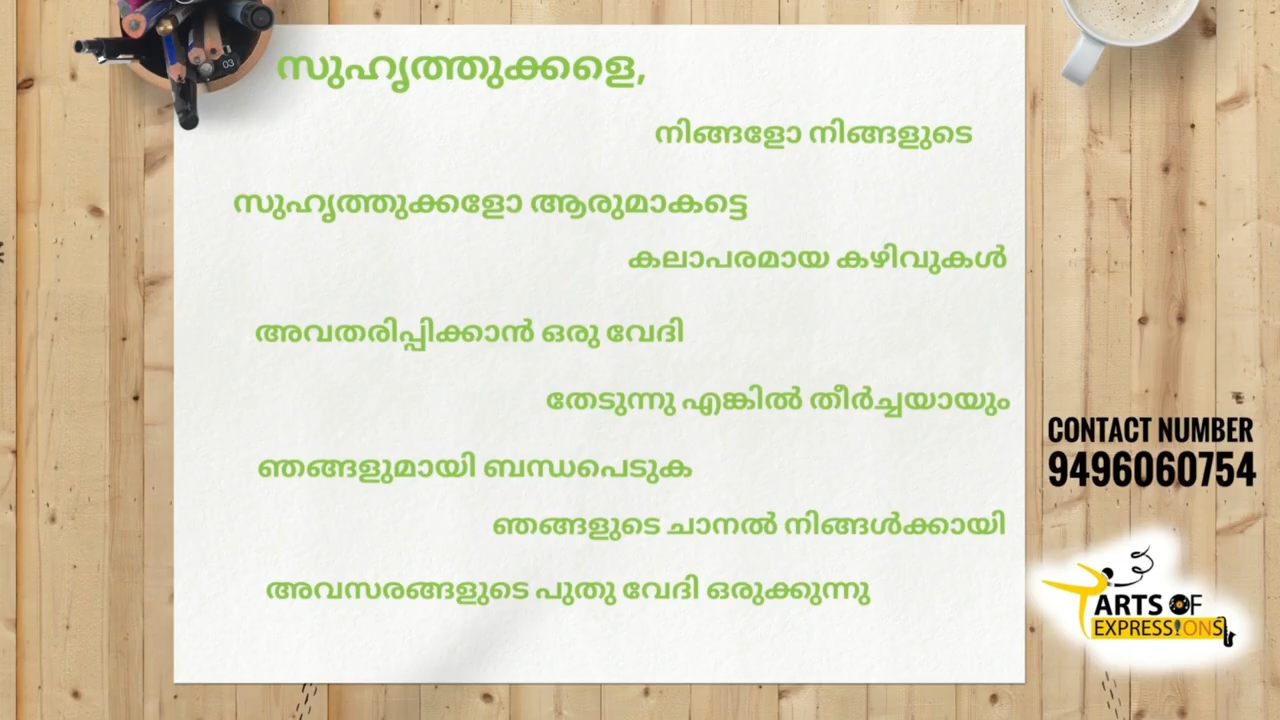 സുഹൃത്തുക്കളെ,
നിങ്ങളോ നിങ്ങളുടെ
സുഹൃത്തുക്കളോ ആരുമാകട്ടെ
കലാപരമായ കഴിവുകൾ
അവതരിപ്പിക്കാൻ ഒരു വേദി
തേടുന്നു എങ്കിൽ തീർച്ചയായും
ഞങ്ങളുമായി ബന്ധപെടുക
ഞങ്ങളുടെ ചാനൽ നിങ്ങൾക്കായി
അവസരങ്ങളുടെ പുതു വേദി ഒരുക്കുന്നു
CONTACT NUMBER
9496060754
ARTS OF
EXPRESSIONS
03